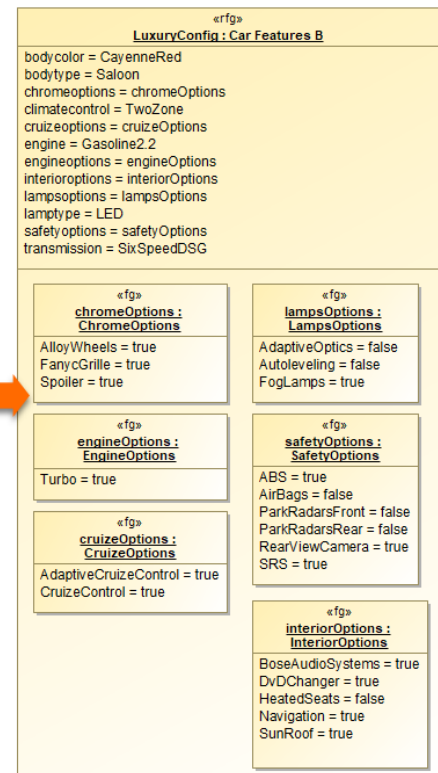 «rfg»
LuxuryConfig : Car Features B
bodycolor = CayenneRed
bodytype = Saloon
chromeoptions = chromeOptions
climatecontrol = TwoZone
cruizeoptions = cruizeOptions
engine = Gasoline2.2
engineoptions = engineOptions
interioroptions = interiorOptions
lampsoptions = lampsOptions
lamptype = LED
safetyoptions = safetyOptions
transmission = SixSpeedDSG
«fg»
chromeOptions :
ChromeOptions
AlloyWheels = true
FanycGrille = true
Spoiler = true
«fg»
lampsOptions :
LampsOptions
AdaptiveOptics = false
Autoleveling = false
FogLamps = true
«fg»
engineOptions :
EngineOptions
Turbo = true
«fg»
safetyOptions :
SafetyOptions
ABS = true
AirBags = false
ParkRadarsFront = false
ParkRadarsRear = false
RearViewCamera = true
SRS = true
«fg»
cruizeOptions :
CruizeOptions
AdaptiveCruizeControl = true
CruizeControl = true
«fg»
interiorOptions :
InteriorOptions
BoseAudioSystems = true
DvDChanger = true
HeatedSeats = false
Navigation = true
SunRoof = true